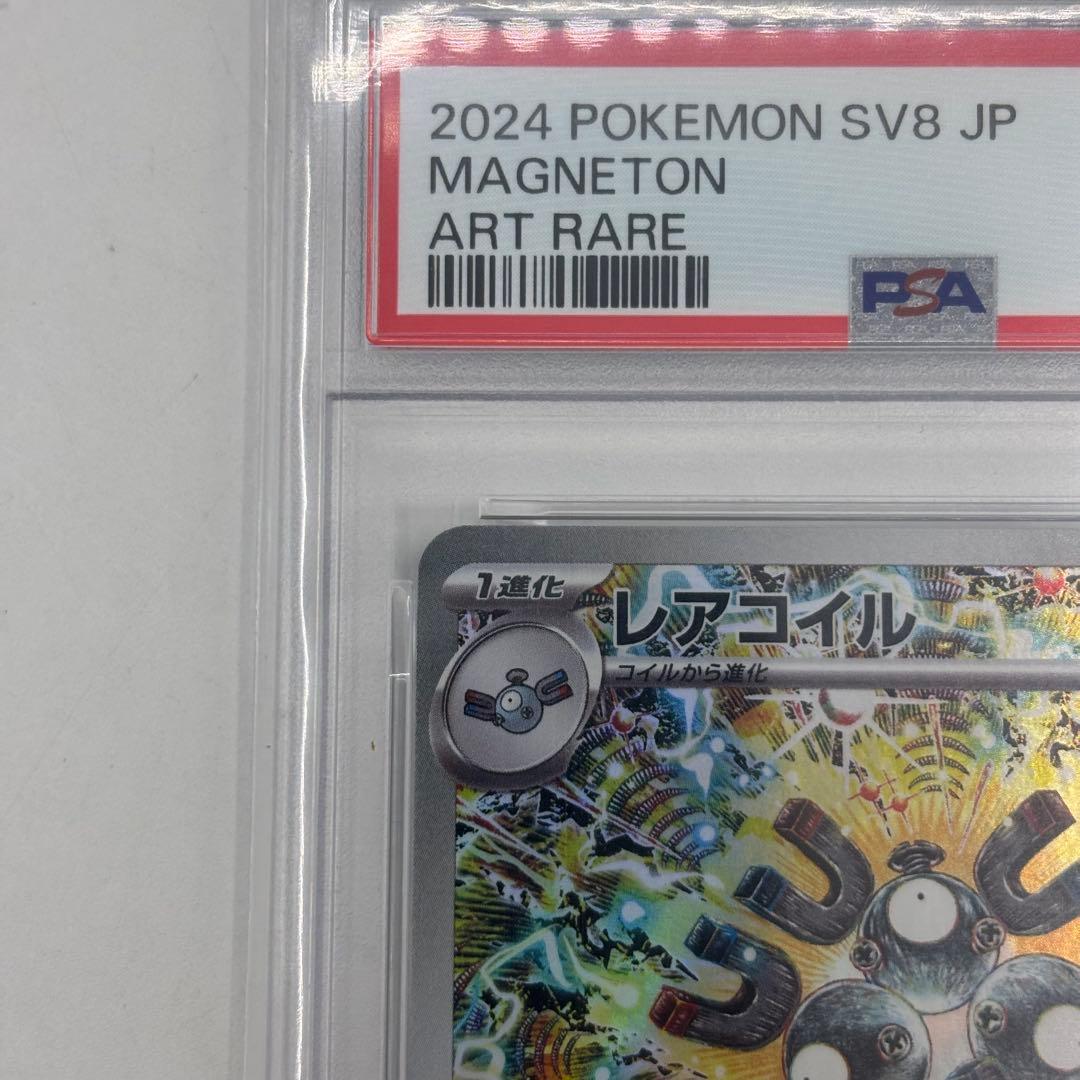 2024 POKEMON SV8 JP
MAGNETON
ART RARE
PSA
1進化
レアコイル
コイルから進化